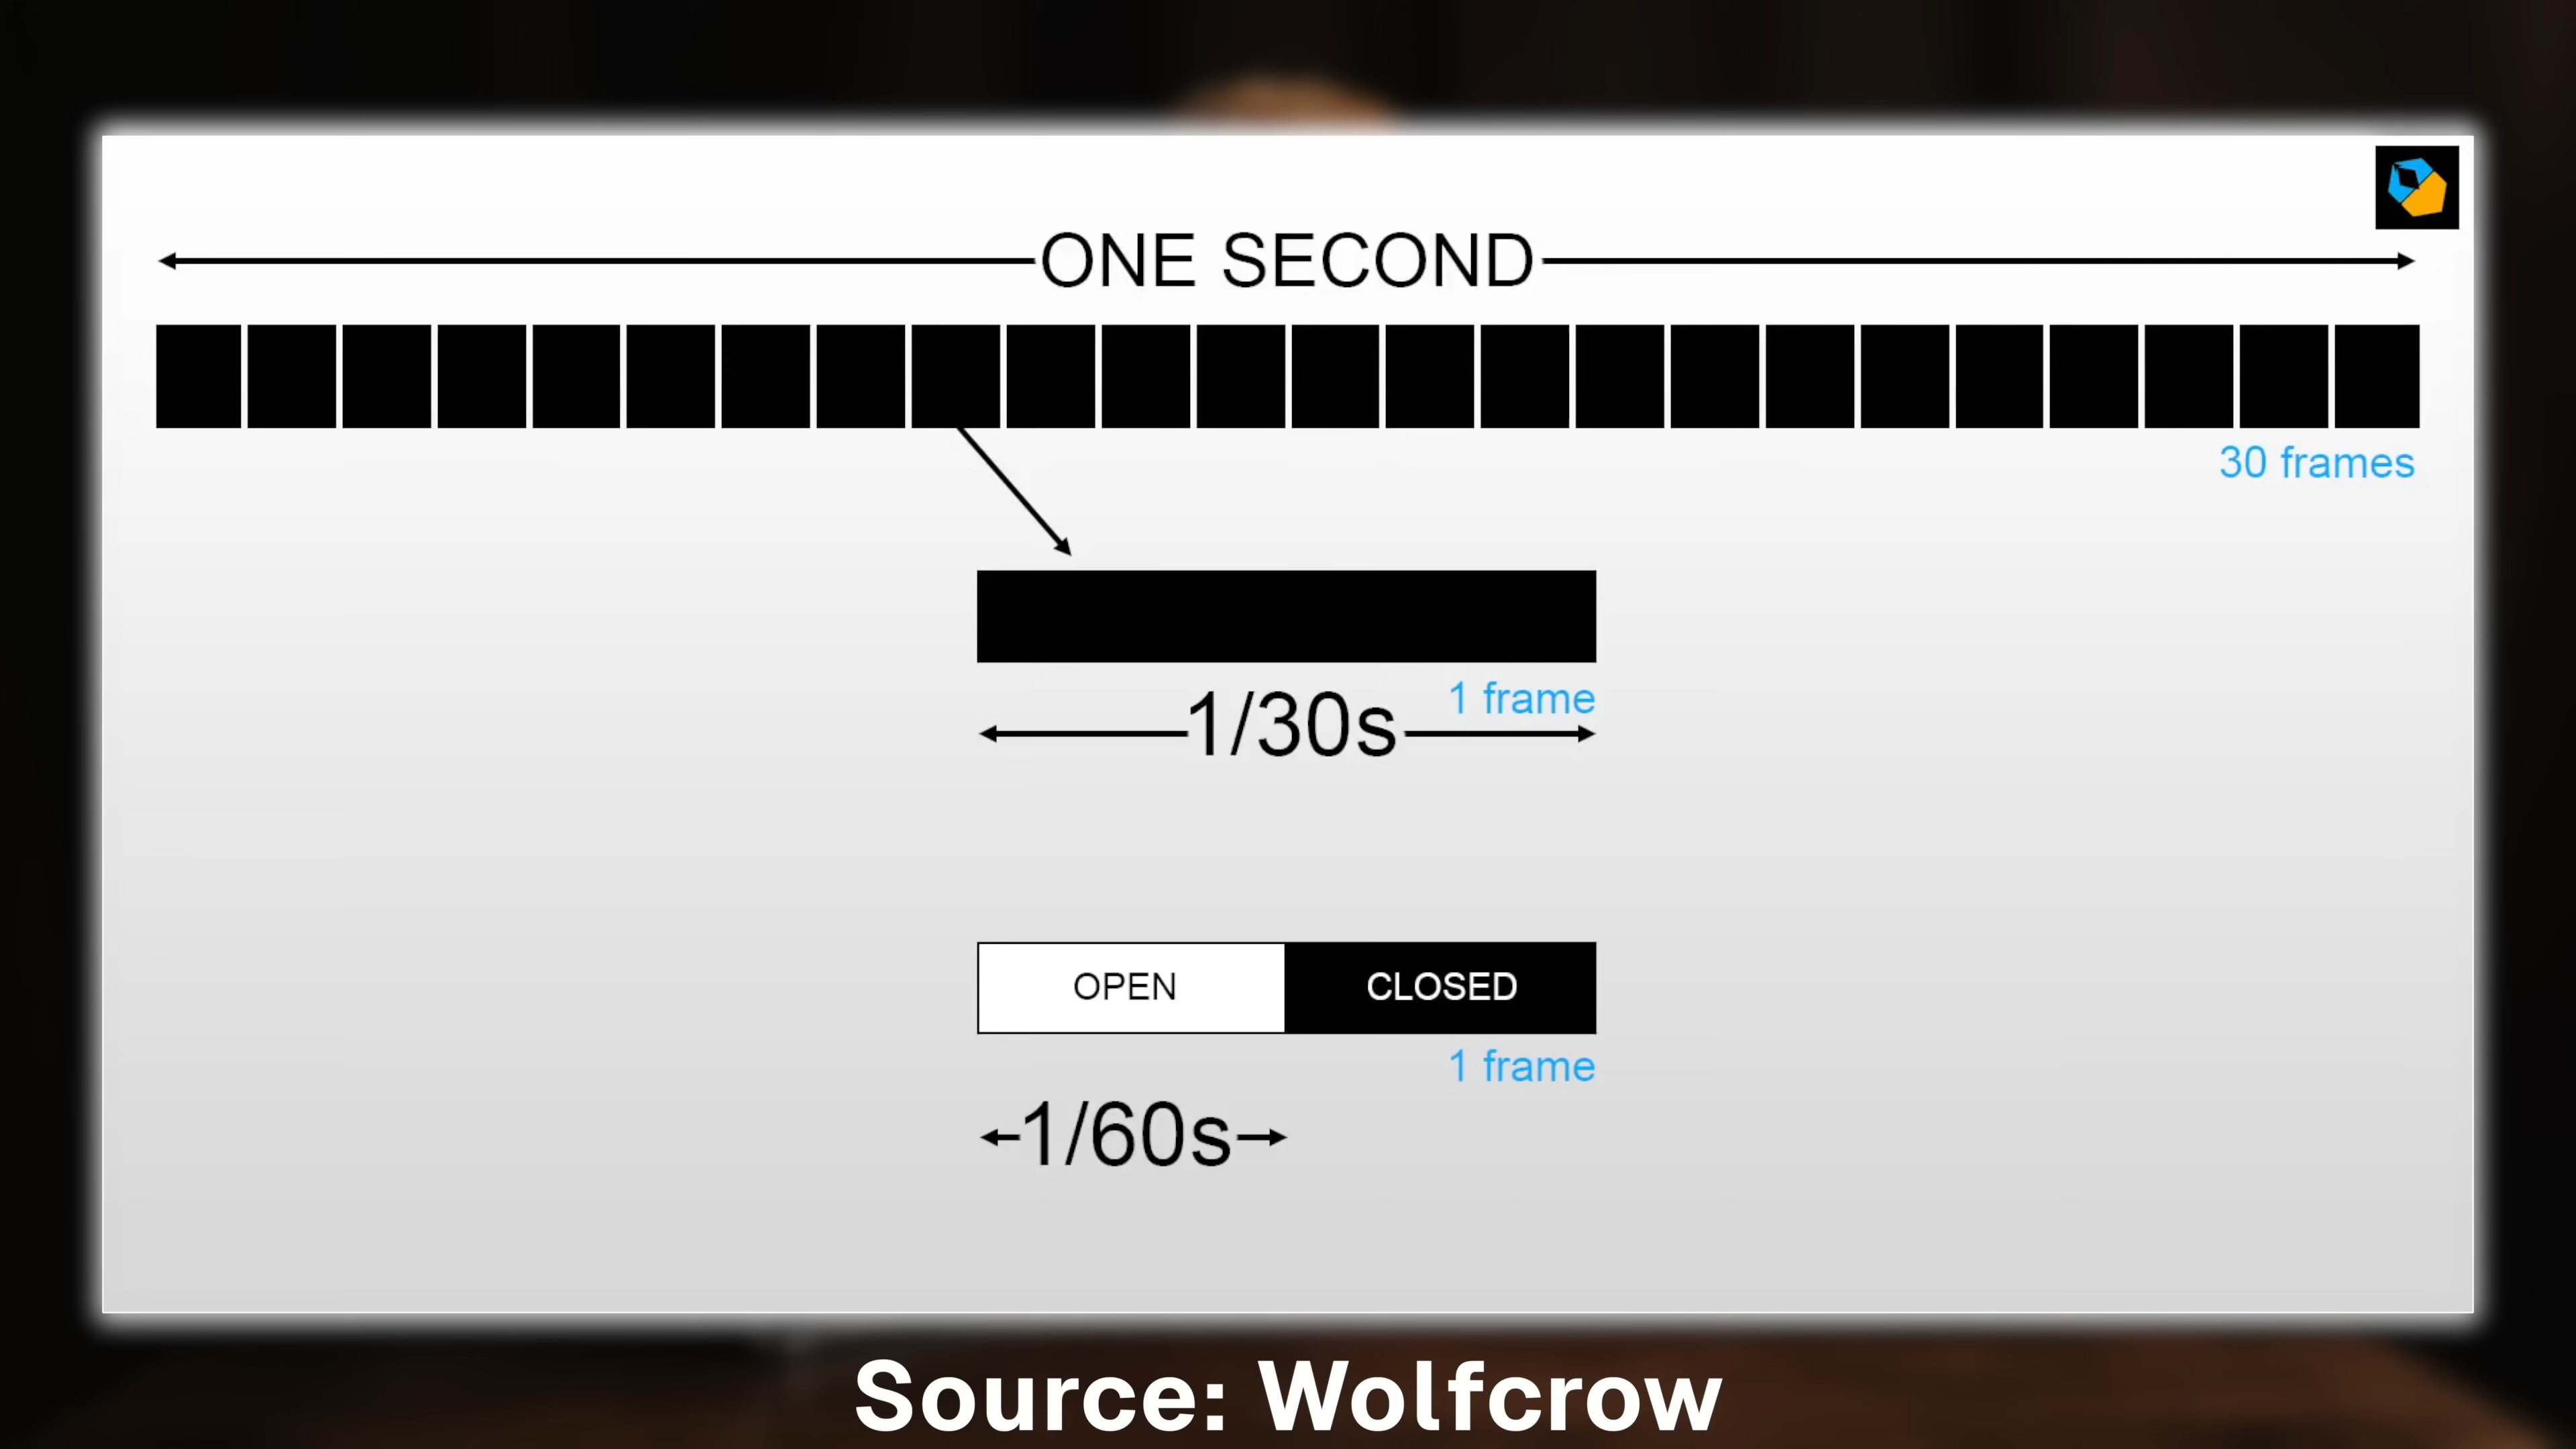 ONE SECOND
30 frames
1 frame
1/30s
OPEN CLOSED
1 frame
1/60s
Source: Wolfcrow